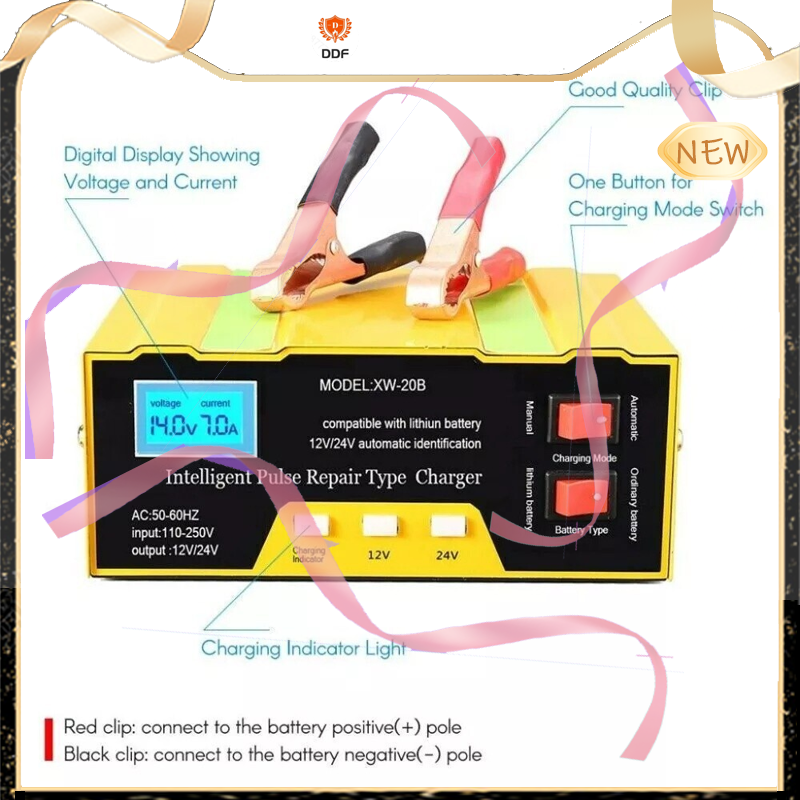 DDF
Good Quality Clip
NEW
Digital Display Showing
Voltage and Current
One Button for
Charging Mode Switch
MODEL:XW-20B
voltage current
14.0V 7.0A
compatible with lithiun battery
12V/24V automatic identification
Manual
Automatic
Charging Mode
Intelligent Pulse Repair Type Charger
lithium battery
Ordinary battery
Battery Type
AC:50-60HZ
input:110-250V
output :12V/24V
Charging
Indicator
12V
24V
Charging Indicator Light
Red clip: connect to the battery positive(+) pole
Black clip: connect to the battery negative(-) pole